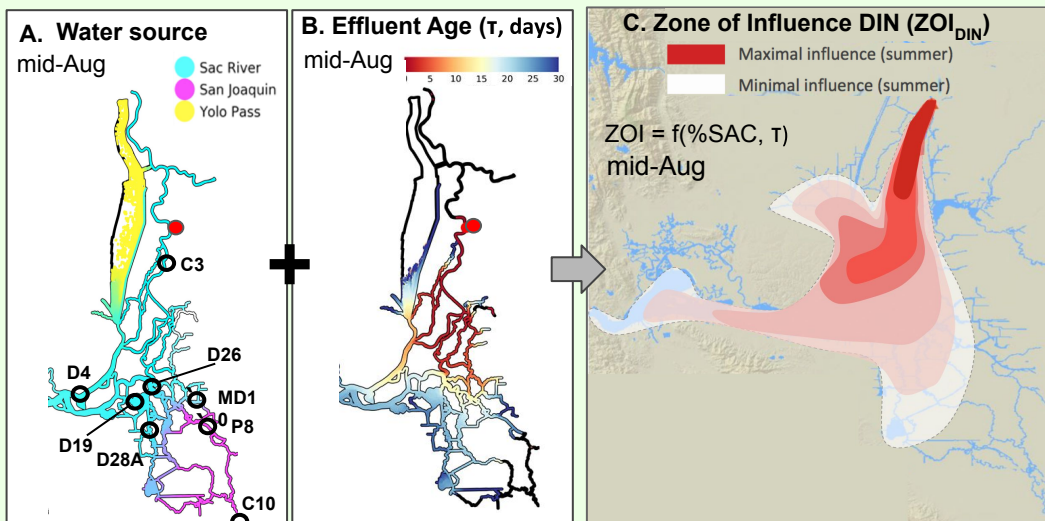 A. Water source
mid-Aug
Sac River
San Joaquin
Yolo Pass
C3
D26
D4
MD1
0
P8
D19
D28A
C10
B. Effluent Age (τ, days)
mid-Aug
5 10 15 20 25 30
C. Zone of Influence DIN (ZOI_DIN)
Maximal influence (summer)
Minimal influence (summer)
ZOI = f(%SAC, τ)
mid-Aug